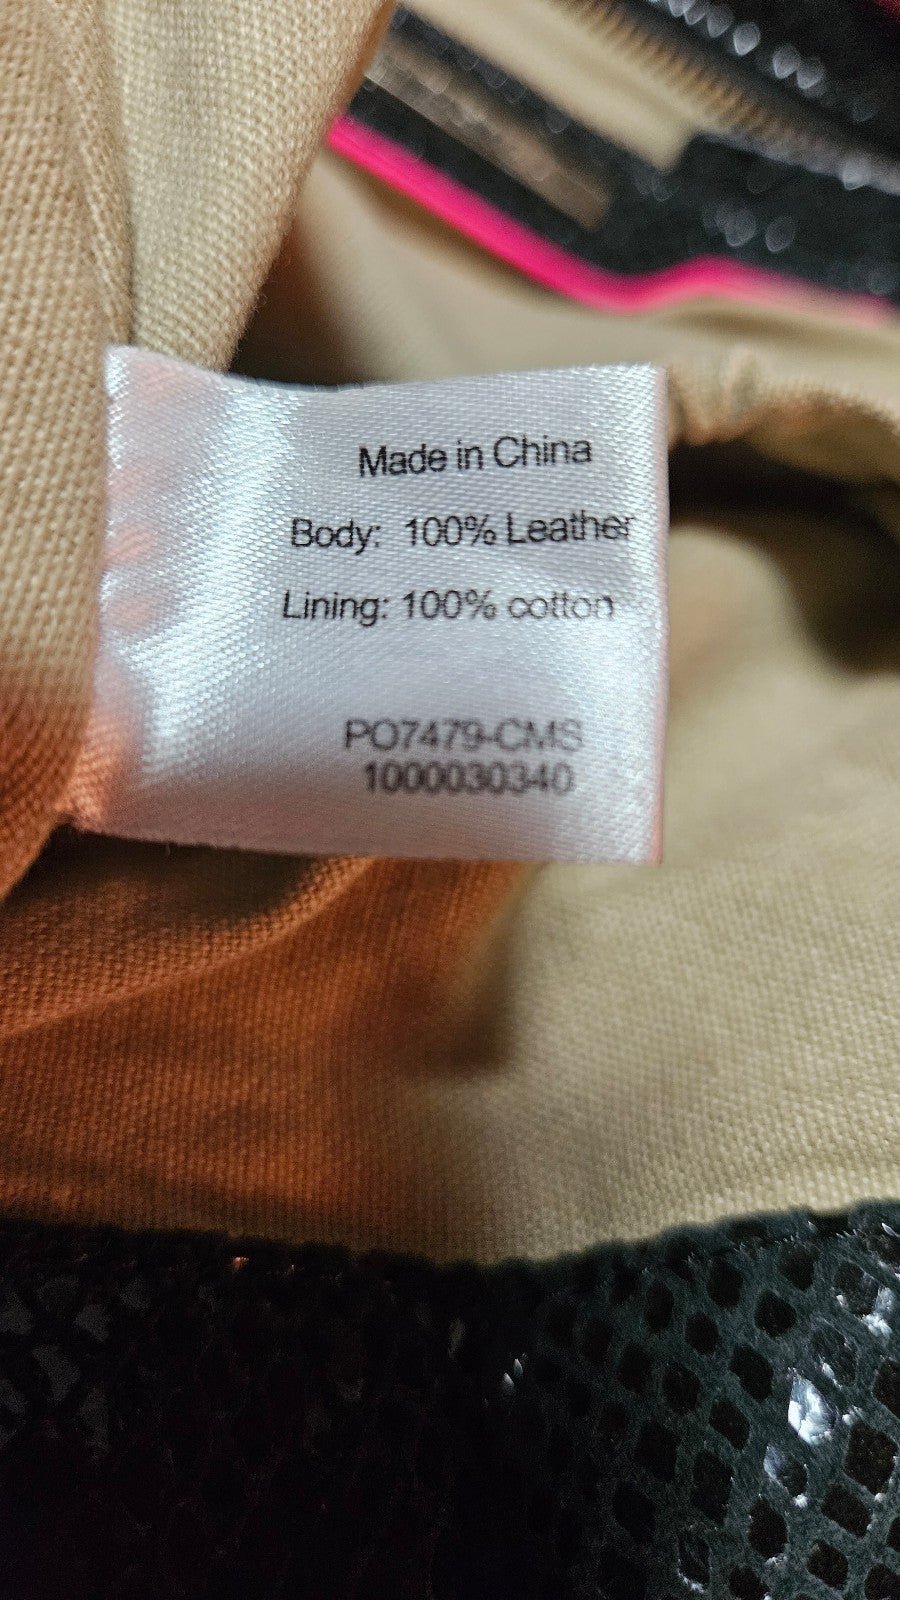 Made in China
Body: 100% Leather
Lining: 100% cotton
PO7479-CMS
1000030340